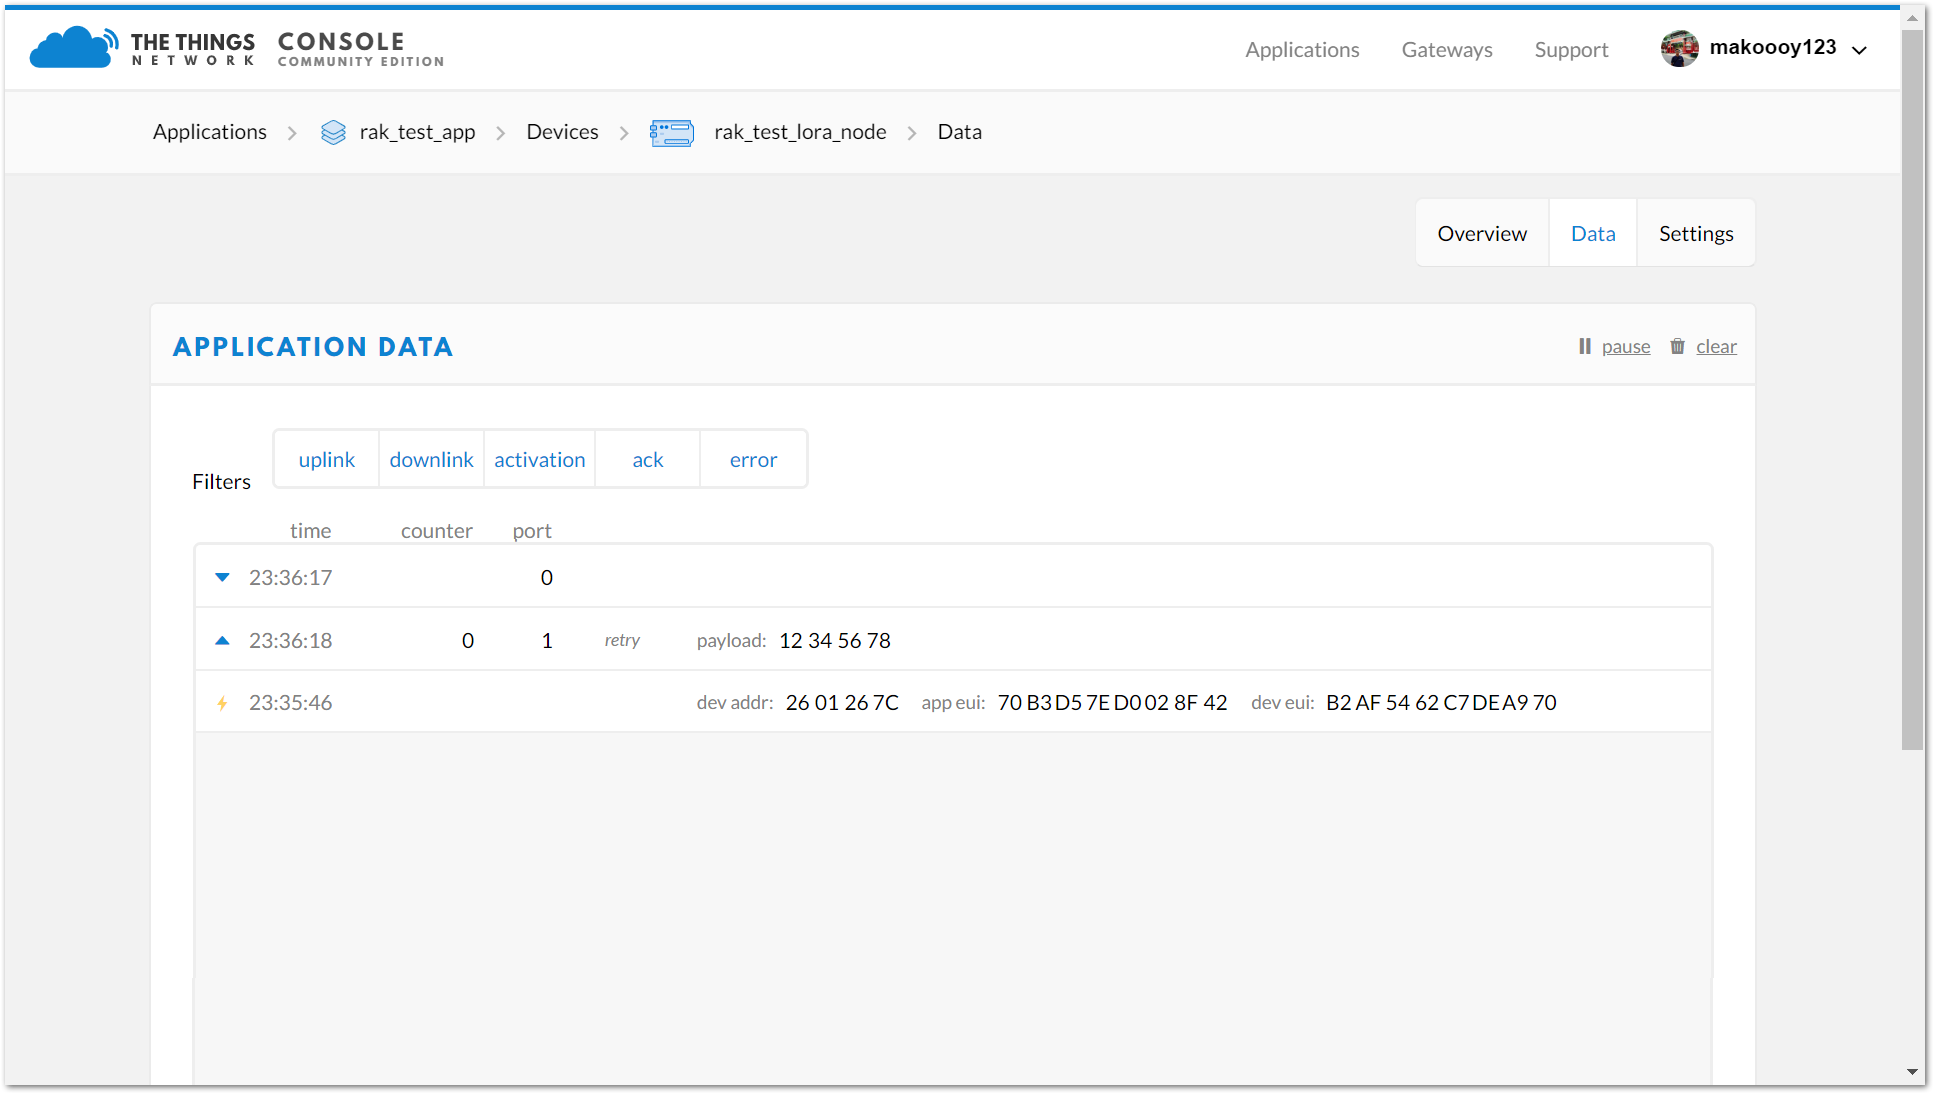 THE THINGS NETWORK CONSOLE COMMUNITY EDITION
Applications Gateways Support makoooy123
Applications rak_test_app Devices rak_test_lora_node Data
Overview Data Settings
APPLICATION DATA pause clear
Filters uplink downlink activation ack error
time counter port
23:36:17 0
23:36:18 0 1 retry payload: 12 34 56 78
23:35:46 dev addr: 26 01 26 7C app eui: 70 B3 D5 7E D0 02 8F 42 dev eui: B2 AF 54 62 C7 DE A9 70